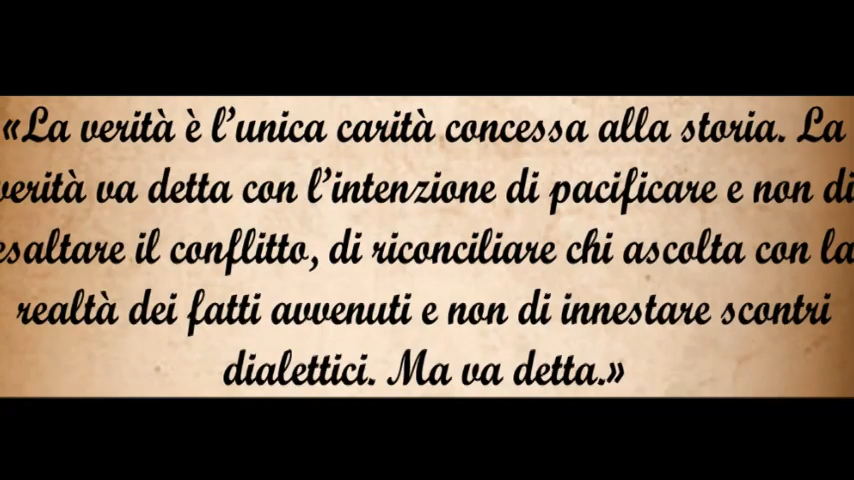 «La verità è l'unica carità concessa alla storia. La
verità va detta con l'intenzione di pacificare e non di
esaltare il conflitto, di riconciliare chi ascolta con la
realtà dei fatti avvenuti e non di innestare scontri
dialettici. Ma va detta.»